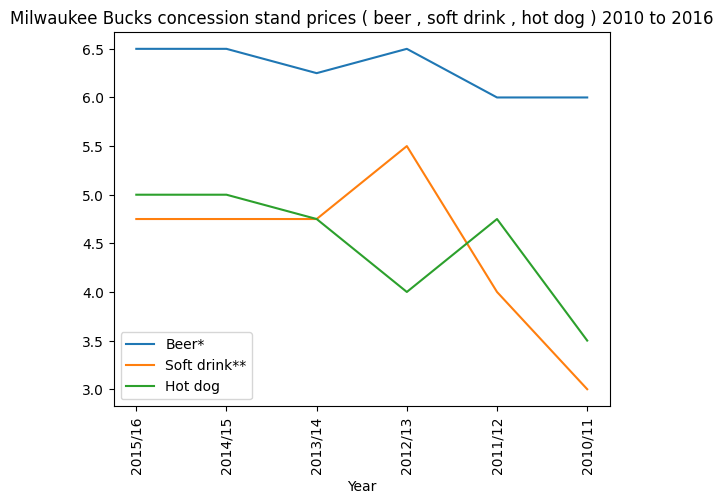 Milwaukee Bucks concession stand prices ( beer , soft drink , hot dog ) 2010 to 2016
6.5
6.0
5.5
5.0
4.5
4.0
3.5
3.0
Beer*
Soft drink**
Hot dog
2015/16
2014/15
2013/14
2012/13
2011/12
2010/11
Year